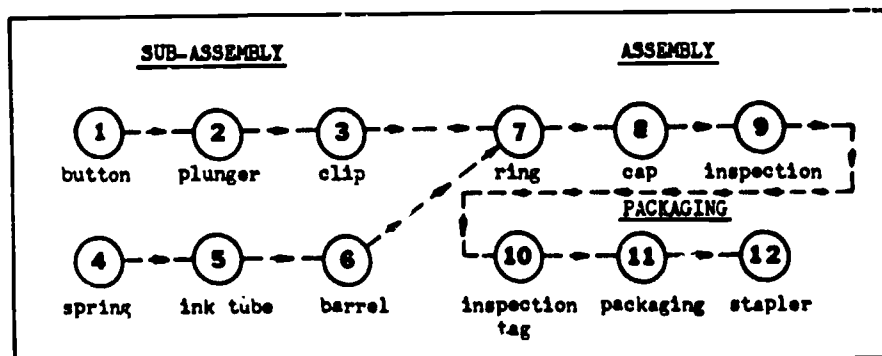 SUB-ASSEMBLY
ASSEMBLY
1
2
3
7
8
9
button
plunger
clip
ring
cap
inspection
PACKAGING
4
5
6
10
11
12
spring
ink tube
barrel
inspection
tag
packaging
stapler